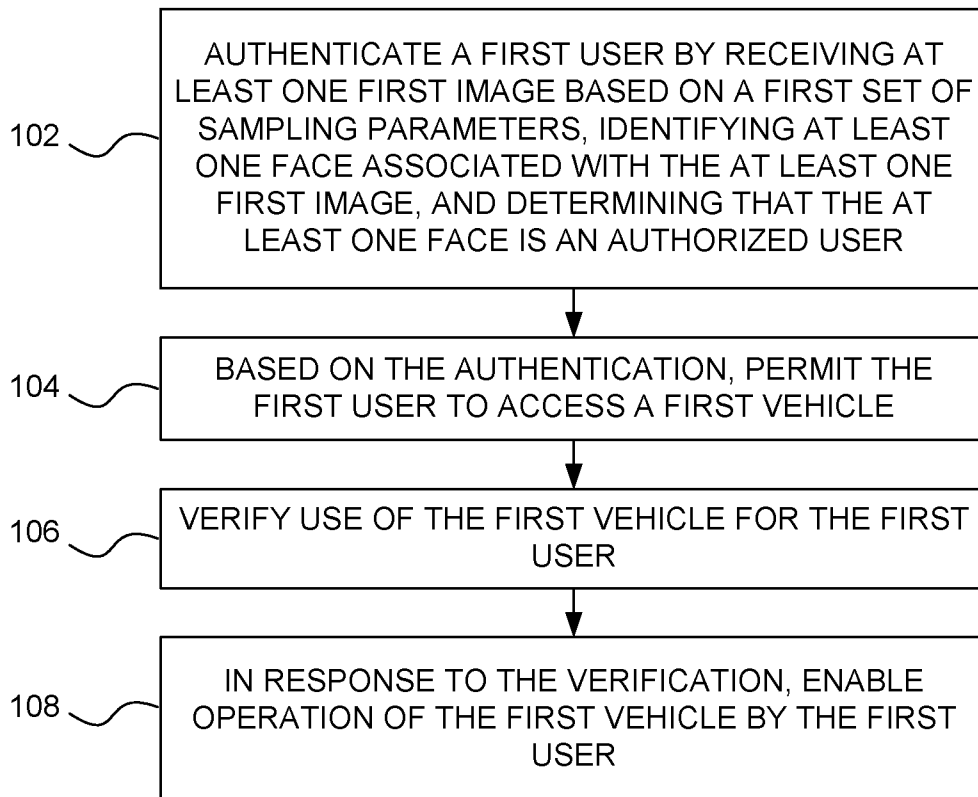 102
AUTHENTICATE A FIRST USER BY RECEIVING AT
LEAST ONE FIRST IMAGE BASED ON A FIRST SET OF
SAMPLING PARAMETERS, IDENTIFYING AT LEAST
ONE FACE ASSOCIATED WITH THE AT LEAST ONE
FIRST IMAGE, AND DETERMINING THAT THE AT
LEAST ONE FACE IS AN AUTHORIZED USER
104
BASED ON THE AUTHENTICATION, PERMIT THE
FIRST USER TO ACCESS A FIRST VEHICLE
106
VERIFY USE OF THE FIRST VEHICLE FOR THE FIRST
USER
108
IN RESPONSE TO THE VERIFICATION, ENABLE
OPERATION OF THE FIRST VEHICLE BY THE FIRST
USER